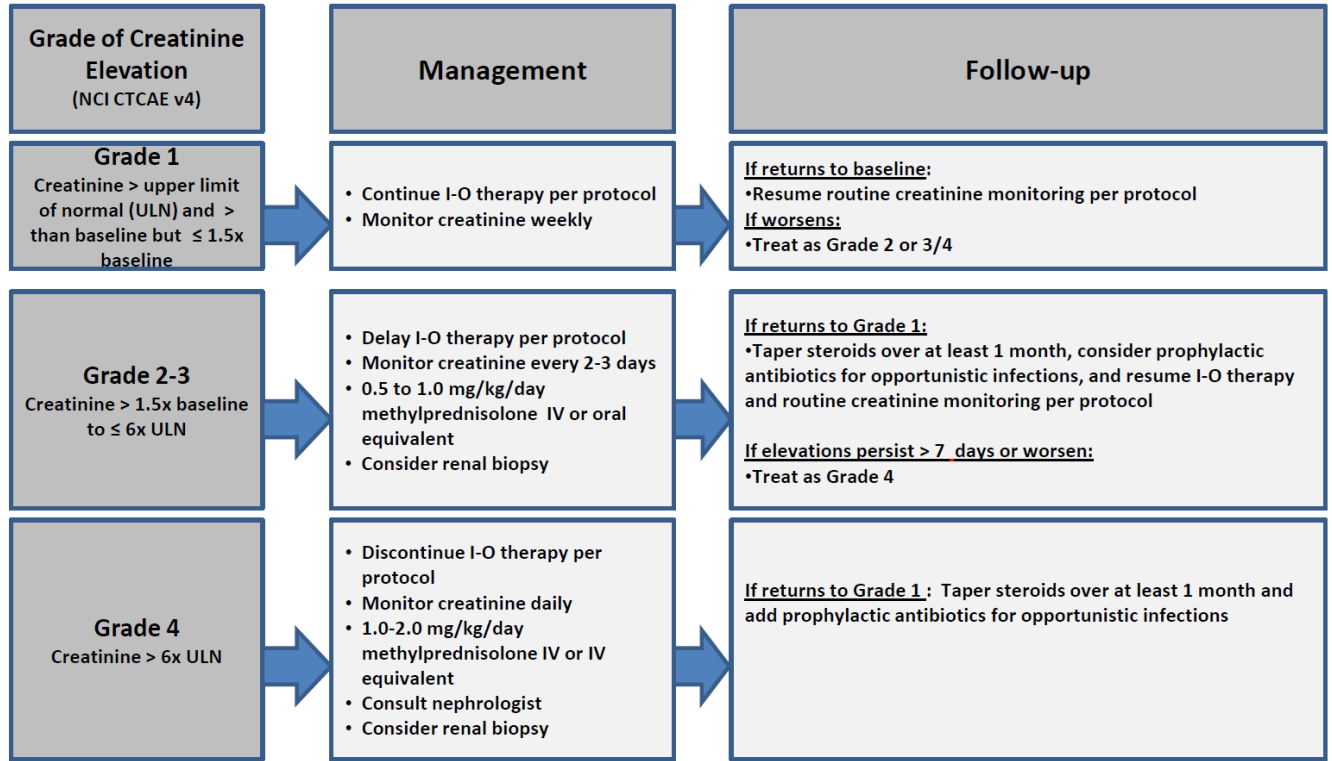 Grade of Creatinine
Elevation
(NCI CTCAE v4)
Management
Follow-up
Grade 1
Creatinine > upper limit
of normal (ULN) and >
than baseline but ≤ 1.5x
baseline
• Continue I-O therapy per protocol
• Monitor creatinine weekly
If returns to baseline:
•Resume routine creatinine monitoring per protocol
If worsens:
•Treat as Grade 2 or 3/4
Grade 2-3
Creatinine > 1.5x baseline
to ≤ 6x ULN
• Delay I-O therapy per protocol
• Monitor creatinine every 2-3 days
• 0.5 to 1.0 mg/kg/day
methylprednisolone IV or oral
equivalent
• Consider renal biopsy
If returns to Grade 1:
•Taper steroids over at least 1 month, consider prophylactic
antibiotics for opportunistic infections, and resume I-O therapy
and routine creatinine monitoring per protocol
If elevations persist > 7 days or worsen:
•Treat as Grade 4
Grade 4
Creatinine > 6x ULN
• Discontinue I-O therapy per
protocol
• Monitor creatinine daily
• 1.0-2.0 mg/kg/day
methylprednisolone IV or IV
equivalent
• Consult nephrologist
• Consider renal biopsy
If returns to Grade 1 : Taper steroids over at least 1 month and
add prophylactic antibiotics for opportunistic infections